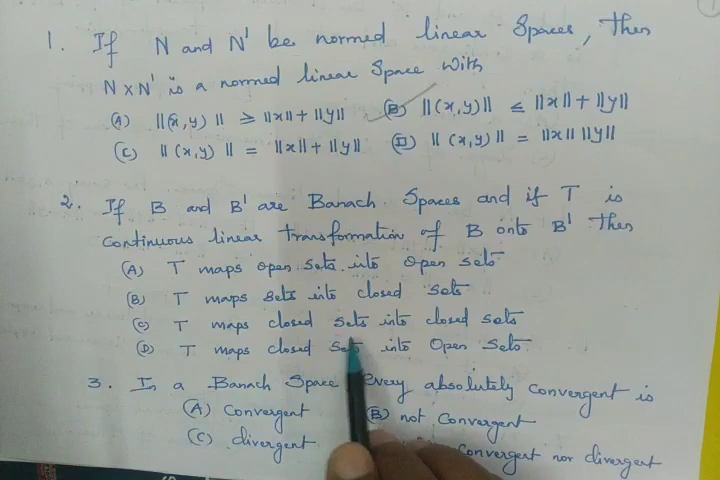 1. If N and N' be normed linear Spaces, then
N x N' is a normed linear Space with
(A) ||(x,y)|| ≥ ||x|| + ||y|| (B) ||(x,y)|| ≤ ||x|| + ||y||
(C) ||(x,y)|| = ||x|| + ||y|| (D) ||(x,y)|| = ||x|| ||y||
2. If B and B' are Banach Spaces and if T is
continuous linear transformation of B onto B' then
(A) T maps open sets into open sets
(B) T maps sets into closed sets
(C) T maps closed sets into closed sets
(D) T maps closed sets into Open Sets.
3. In a Banach Space every absolutely convergent is
(A) convergent (B) not convergent
(C) divergent convergent nor divergent